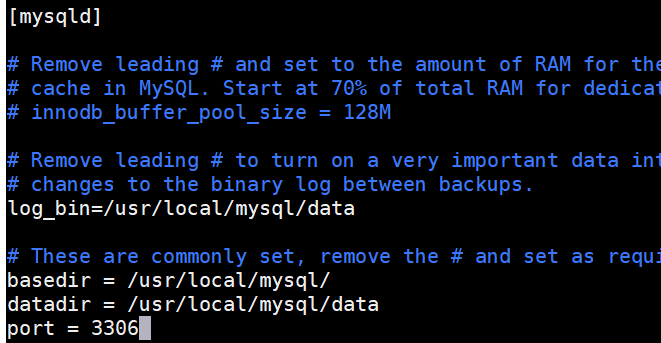 [mysqld]
# Remove leading # and set to the amount of RAM for the
# cache in MySQL. Start at 70% of total RAM for
# innodb_buffer_pool_size = 128M
# Remove leading # to turn on a very important data
# changes to the binary log between backups.
log_bin=/usr/local/mysql/data
# These are commonly set, remove the # and set as
basedir = /usr/local/mysql/
datadir = /usr/local/mysql/data
port = 3306